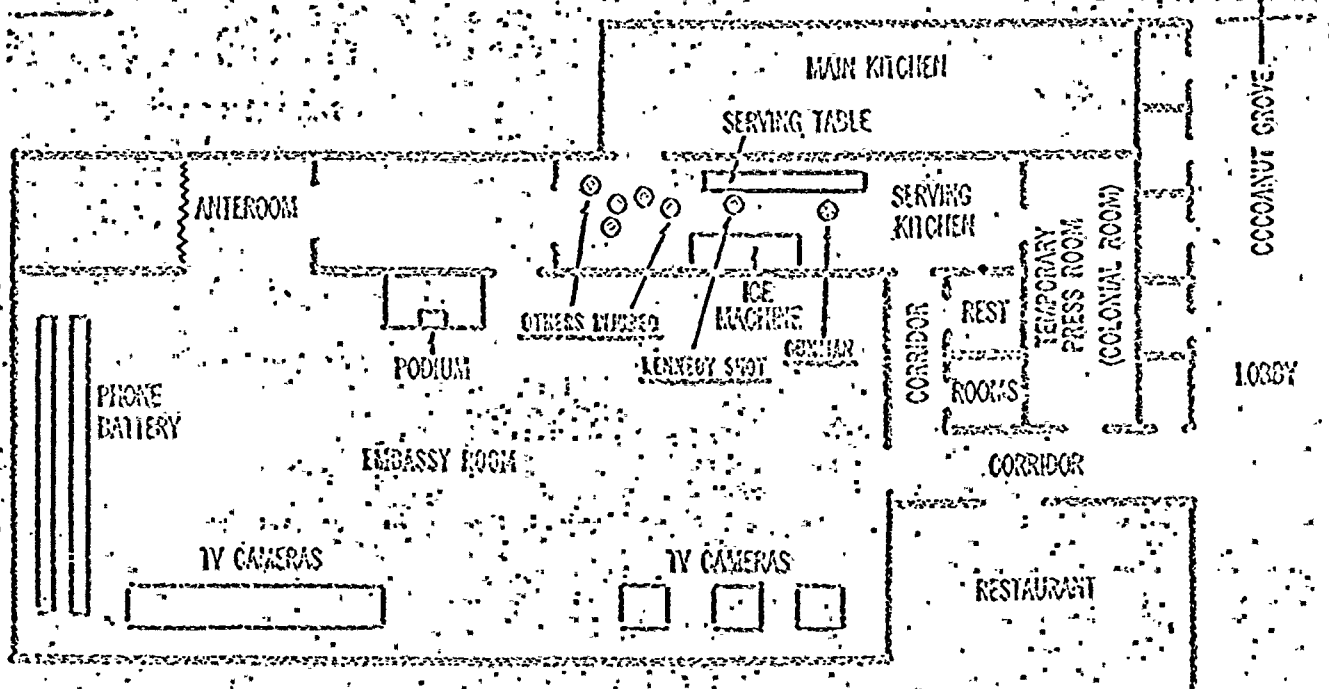 MAIN KITCHEN
SERVING TABLE
COCOANUT GROVE
ANTEROOM
SERVING
KITCHEN
TEMPORARY
PRESS ROOM
(COLONIAL ROOM)
ICE
MACHINE
OTHERS INJURED
KENNEDY SHOT
GUNMAN
CORRIDOR
REST
ROOMS
PODIUM
LOBBY
PHONE
BATTERY
EMBASSY ROOM
CORRIDOR
TV CAMERAS
TV CAMERAS
RESTAURANT